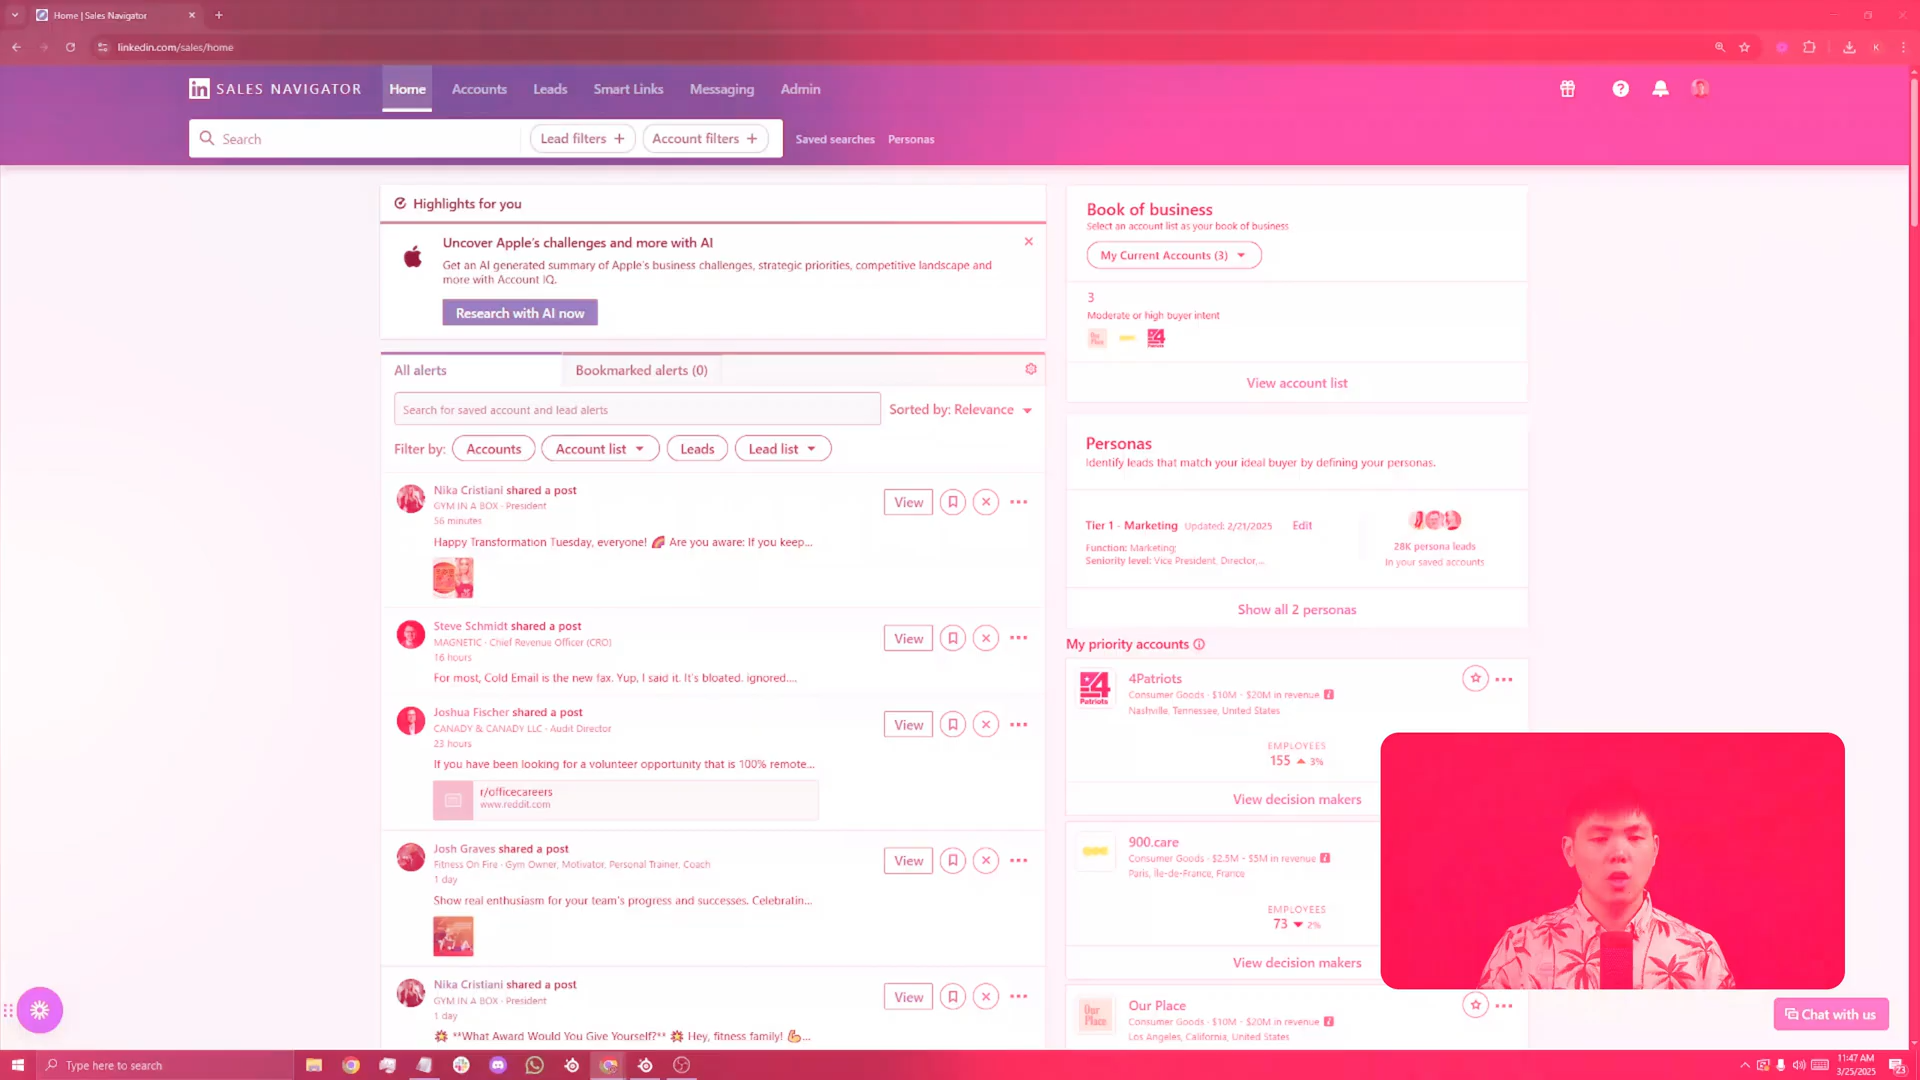 Home | Sales Navigator
linkedin.com/sales/home
K
in SALES NAVIGATOR
Home
Accounts
Leads
Smart Links
Messaging
Admin
Search
Lead filters +
Account filters +
Saved searches
Personas
Highlights for you
Uncover Apple's challenges and more with AI
Get an AI generated summary of Apple's business challenges, strategic priorities, competitive landscape and
more with Account IQ.
Research with AI now
All alerts
Bookmarked alerts (0)
Search for saved account and lead alerts
Sorted by: Relevance
Filter by:
Accounts
Account list
Leads
Lead list
Nika Cristiani shared a post
GYM IN A BOX · President
56 minutes
Happy Transformation Tuesday, everyone! 🌈 Are you aware: If you keep...
View
Steve Schmidt shared a post
MAGNETIC · Chief Revenue Officer (CRO)
16 hours
For most, Cold Email is the new fax. Yup, I said it. It's bloated. ignored....
View
Joshua Fischer shared a post
CANADY & CANADY LLC · Audit Director
23 hours
If you have been looking for a volunteer opportunity that is 100% remote...
r/officecareers
www.reddit.com
View
Josh Graves shared a post
Fitness On Fire · Gym Owner, Motivator, Personal Trainer, Coach
1 day
Show real enthusiasm for your team's progress and successes. Celebratin...
View
Nika Cristiani shared a post
GYM IN A BOX · President
1 day
💥 **What Award Would You Give Yourself?** 💥 Hey, fitness family! 💪...
View
Book of business
Select an account list as your book of business
My Current Accounts (3)
3
Moderate or high buyer intent
Our Place
4 Patriots
View account list
Personas
Identify leads that match your ideal buyer by defining your personas.
Tier 1 - Marketing Updated: 2/21/2025 Edit
Function: Marketing;
Seniority level: Vice President, Director,...
28K persona leads
In your saved accounts
Show all 2 personas
My priority accounts
4 Patriots
4Patriots
Consumer Goods · $10M - $20M in revenue
Nashville, Tennessee, United States
EMPLOYEES
155 3%
View decision makers
900.care
Consumer Goods · $2.5M - $5M in revenue
Paris, Île-de-France, France
EMPLOYEES
73 2%
View decision makers
Our Place
Our Place
Consumer Goods · $10M - $20M in revenue
Los Angeles, California, United States
Chat with us
Type here to search
11:47 AM
3/25/2025
23